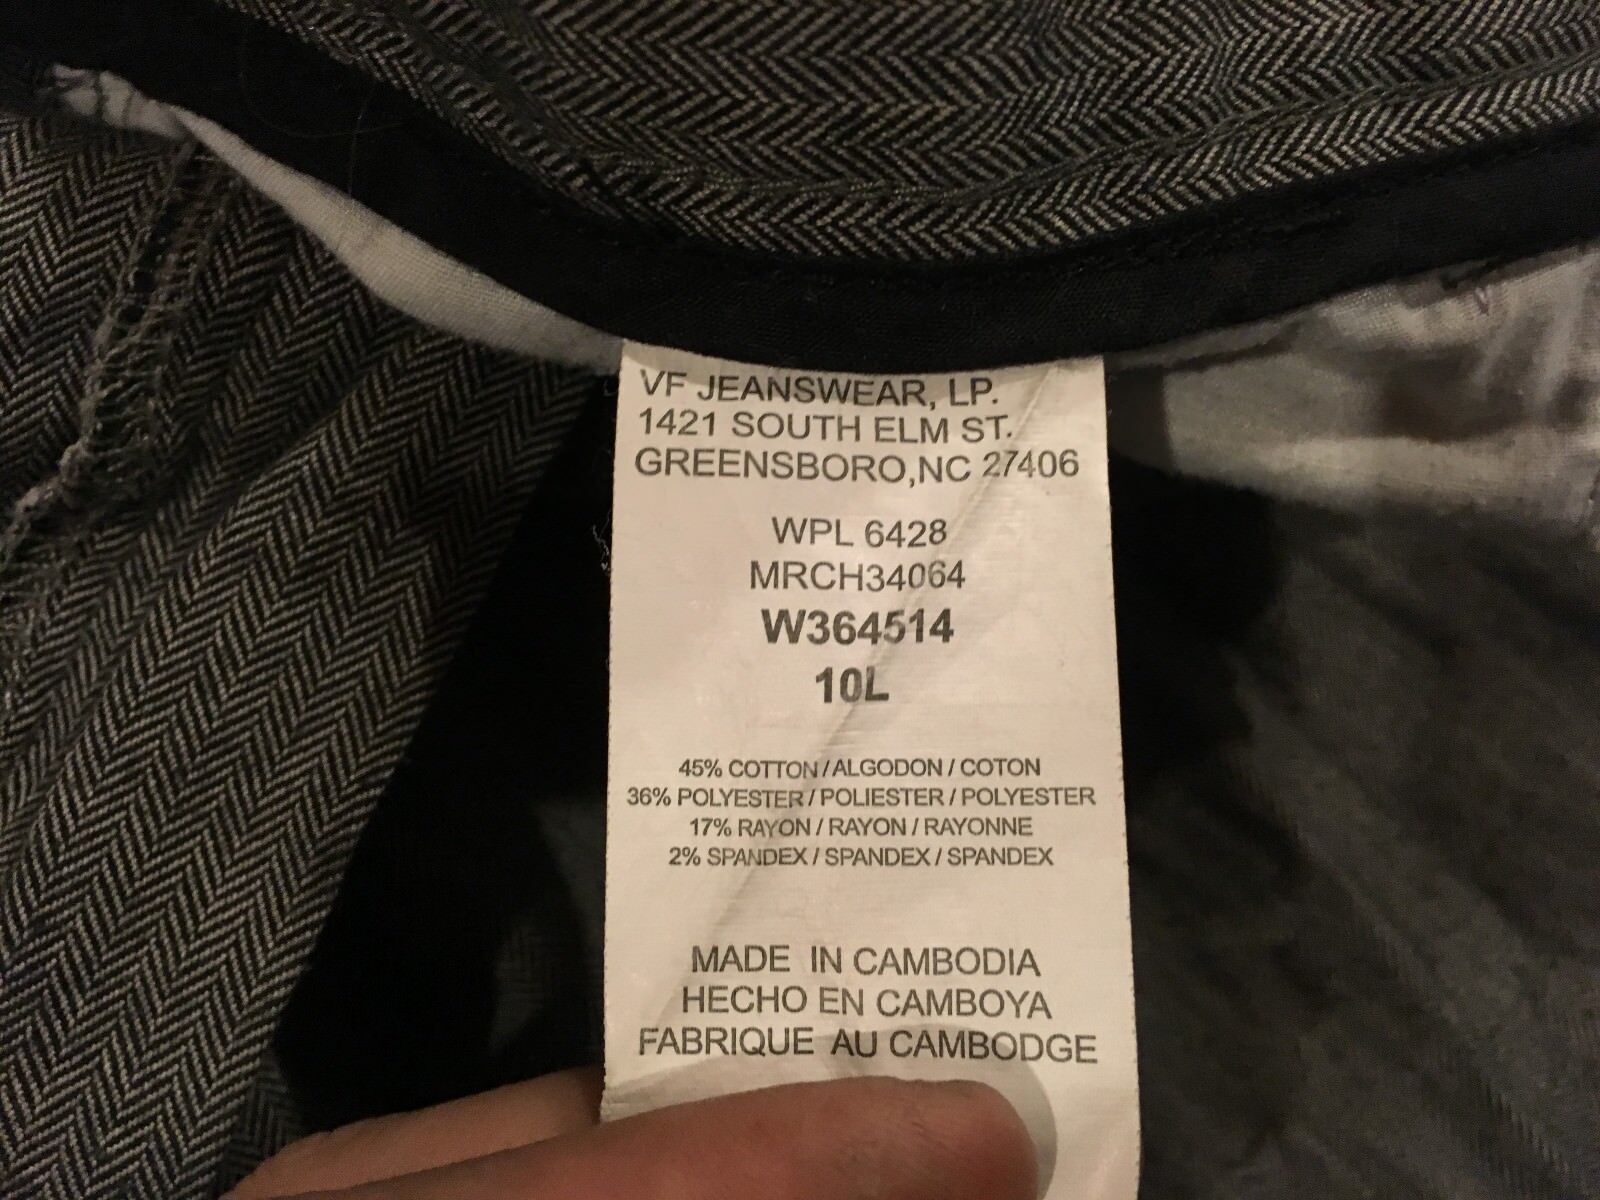 VF JEANSWEAR, LP.
1421 SOUTH ELM ST.
GREENSBORO,NC 27406
WPL 6428
MRCH34064
W364514
10L
45% COTTON / ALGODON / COTON
36% POLYESTER / POLIESTER / POLYESTER
17% RAYON / RAYON / RAYONNE
2% SPANDEX / SPANDEX / SPANDEX
MADE IN CAMBODIA
HECHO EN CAMBOYA
FABRIQUE AU CAMBODGE